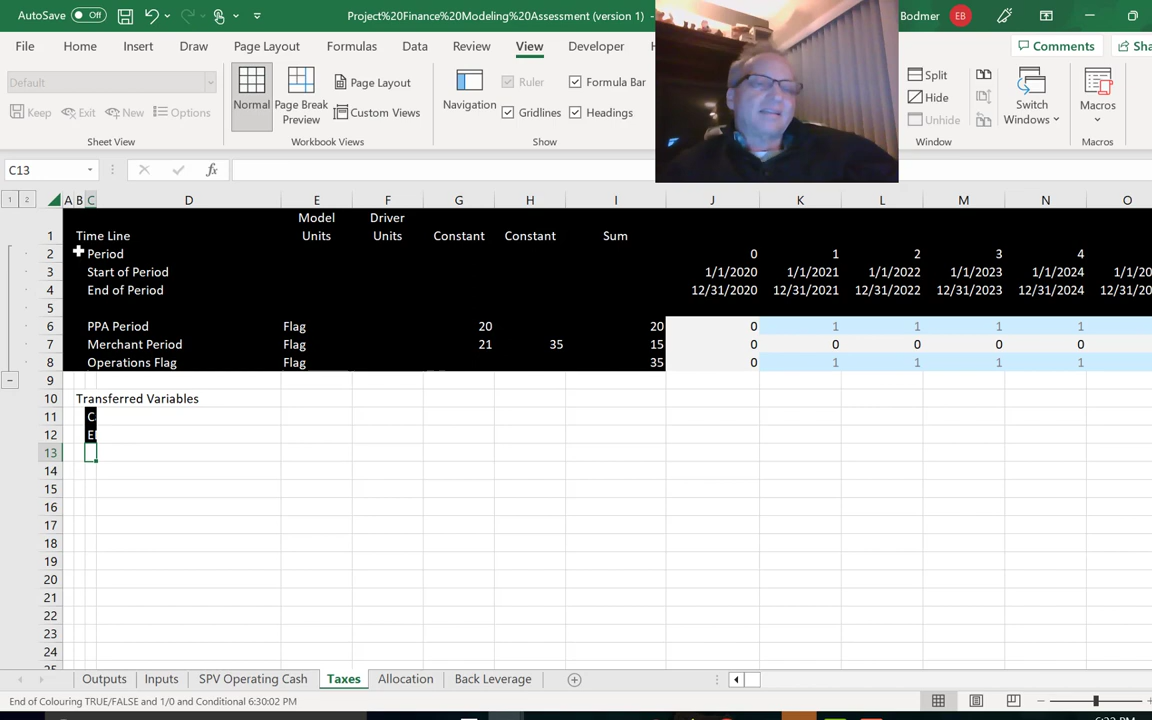 AutoSave Off Project%20Finance%20Modeling%20Assessment (version 1) - Bodmer EB
File Home Insert Draw Page Layout Formulas Data Review View Developer Comments
Default
Keep Exit New Options
Sheet View
Normal
Page Break Preview
Page Layout
Custom Views
Workbook Views
Navigation
Ruler Formula Bar
Gridlines Headings
Show
Split
Hide
Unhide
Switch Windows
Window
Macros
Macros
C13 fx
1 2 A B C D E F G H I J K L M N O
1 Time Line Model Units Driver Units Constant Constant Sum
2 Period 0 1 2 3 4
3 Start of Period 1/1/2020 1/1/2021 1/1/2022 1/1/2023 1/1/2024 1/1/20
4 End of Period 12/31/2020 12/31/2021 12/31/2022 12/31/2023 12/31/2024 12/31/20
5
6 PPA Period Flag 20 20 0 1 1 1 1
7 Merchant Period Flag 21 35 15 0 0 0 0 0
8 Operations Flag Flag 35 0 1 1 1 1
9
10 Transferred Variables
11 C
12
13
14
15
16
17
18
19
20
21
22
23
24
Outputs Inputs SPV Operating Cash Taxes Allocation Back Leverage
End of Colouring TRUE/FALSE and 1/0 and Conditional 6:30:02 PM